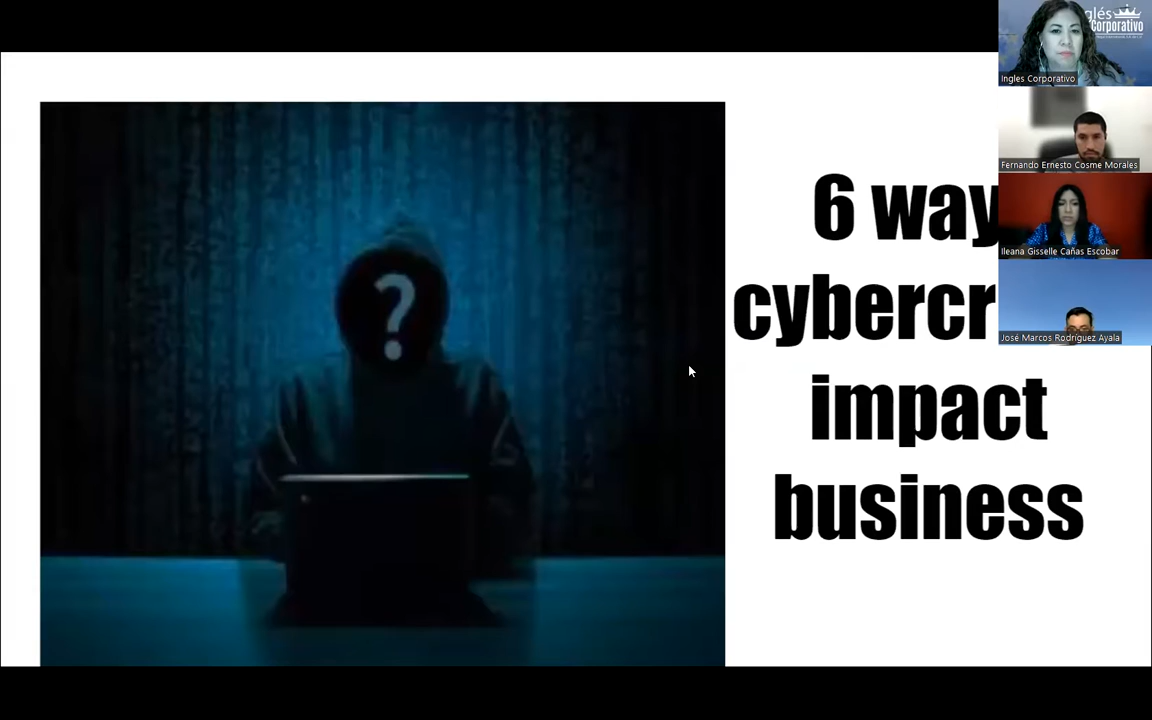 6 way
cybercr
impact
business
?
glés
Corporativo
Ingles Corporativo
Fernando Ernesto Cosme Morales
Ileana Gisselle Cañas Escobar
José Marcos Rodríguez Ayala